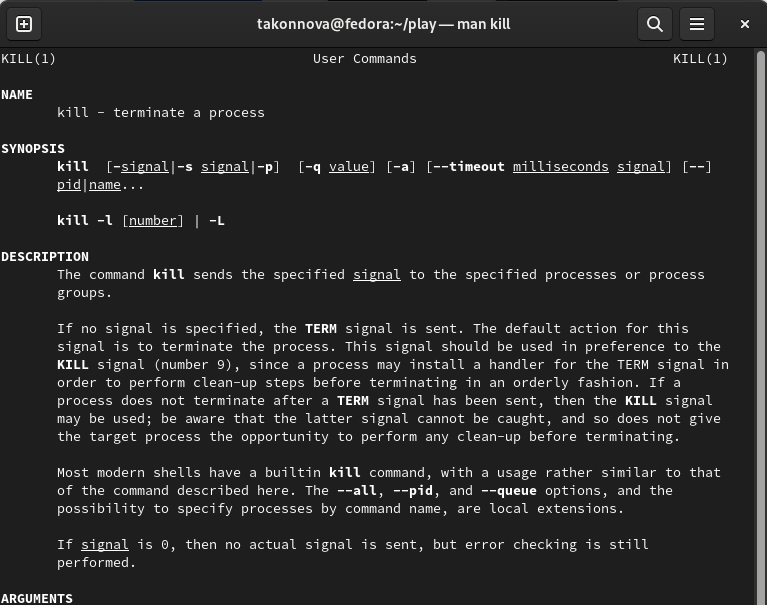 takonnova@fedora:~/play — man kill
KILL(1) User Commands KILL(1)
NAME
kill - terminate a process
SYNOPSIS
kill [-signal|-s signal|-p] [-q value] [-a] [--timeout milliseconds signal] [--]
pid|name...
kill -l [number] | -L
DESCRIPTION
The command kill sends the specified signal to the specified processes or process
groups.
If no signal is specified, the TERM signal is sent. The default action for this
signal is to terminate the process. This signal should be used in preference to the
KILL signal (number 9), since a process may install a handler for the TERM signal in
order to perform clean-up steps before terminating in an orderly fashion. If a
process does not terminate after a TERM signal has been sent, then the KILL signal
may be used; be aware that the latter signal cannot be caught, and so does not give
the target process the opportunity to perform any clean-up before terminating.
Most modern shells have a builtin kill command, with a usage rather similar to that
of the command described here. The --all, --pid, and --queue options, and the
possibility to specify processes by command name, are local extensions.
If signal is 0, then no actual signal is sent, but error checking is still
performed.
ARGUMENTS